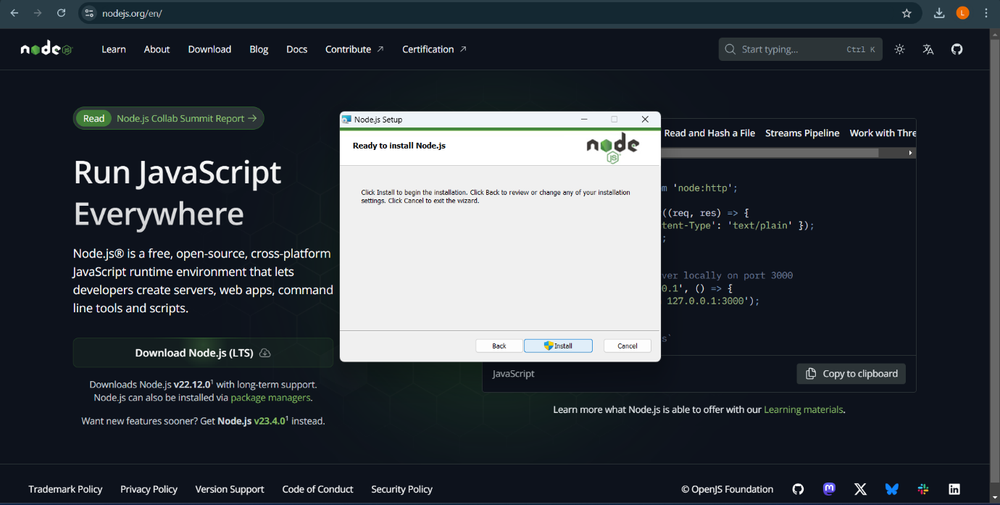 nodejs.org/en/
L
node JS
Learn About Download Blog Docs Contribute ↗ Certification ↗ Start typing... Ctrl K
Read Node.js Collab Summit Report →
Run JavaScript
Everywhere
Node.js® is a free, open-source, cross-platform
JavaScript runtime environment that lets
developers create servers, web apps, command
line tools and scripts.
Download Node.js (LTS)
Downloads Node.js v22.12.0¹ with long-term support.
Node.js can also be installed via package managers.
Want new features sooner? Get Node.js v23.4.0¹ instead.
Node.js Setup
Ready to install Node.js
node JS
Click Install to begin the installation. Click Back to review or change any of your installation
settings. Click Cancel to exit the wizard.
Back Install Cancel
Read and Hash a File Streams Pipeline Work with Thre
m 'node:http';
((req, res) => {
tent-Type': 'text/plain' });
;
ver locally on port 3000
0.1', () => {
127.0.0.1:3000');
s`
JavaScript Copy to clipboard
Learn more what Node.js is able to offer with our Learning materials.
Trademark Policy Privacy Policy Version Support Code of Conduct Security Policy © OpenJS Foundation